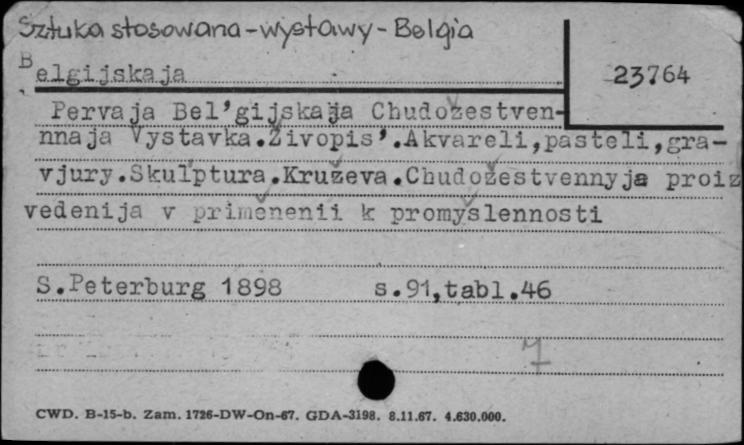 Sztuka stosowana - wystawy - Belgia
Belgijskaja
23764
Pervaja Bel'gijskaja Chudožestven-
nnaja Vystavka.Živopis'.Akvareli,pasteli,gra-
vjury.Skul'ptura.Kruževa.Chudožestvennyja proiz
vedenija v primenenii k promyšlennosti
S.Peterburg 1898 s.91,tabl.46
7
CWD. B-15-b. Zam. 1726-DW-On-67. GDA-3198. 8.11.67. 4.630.000.